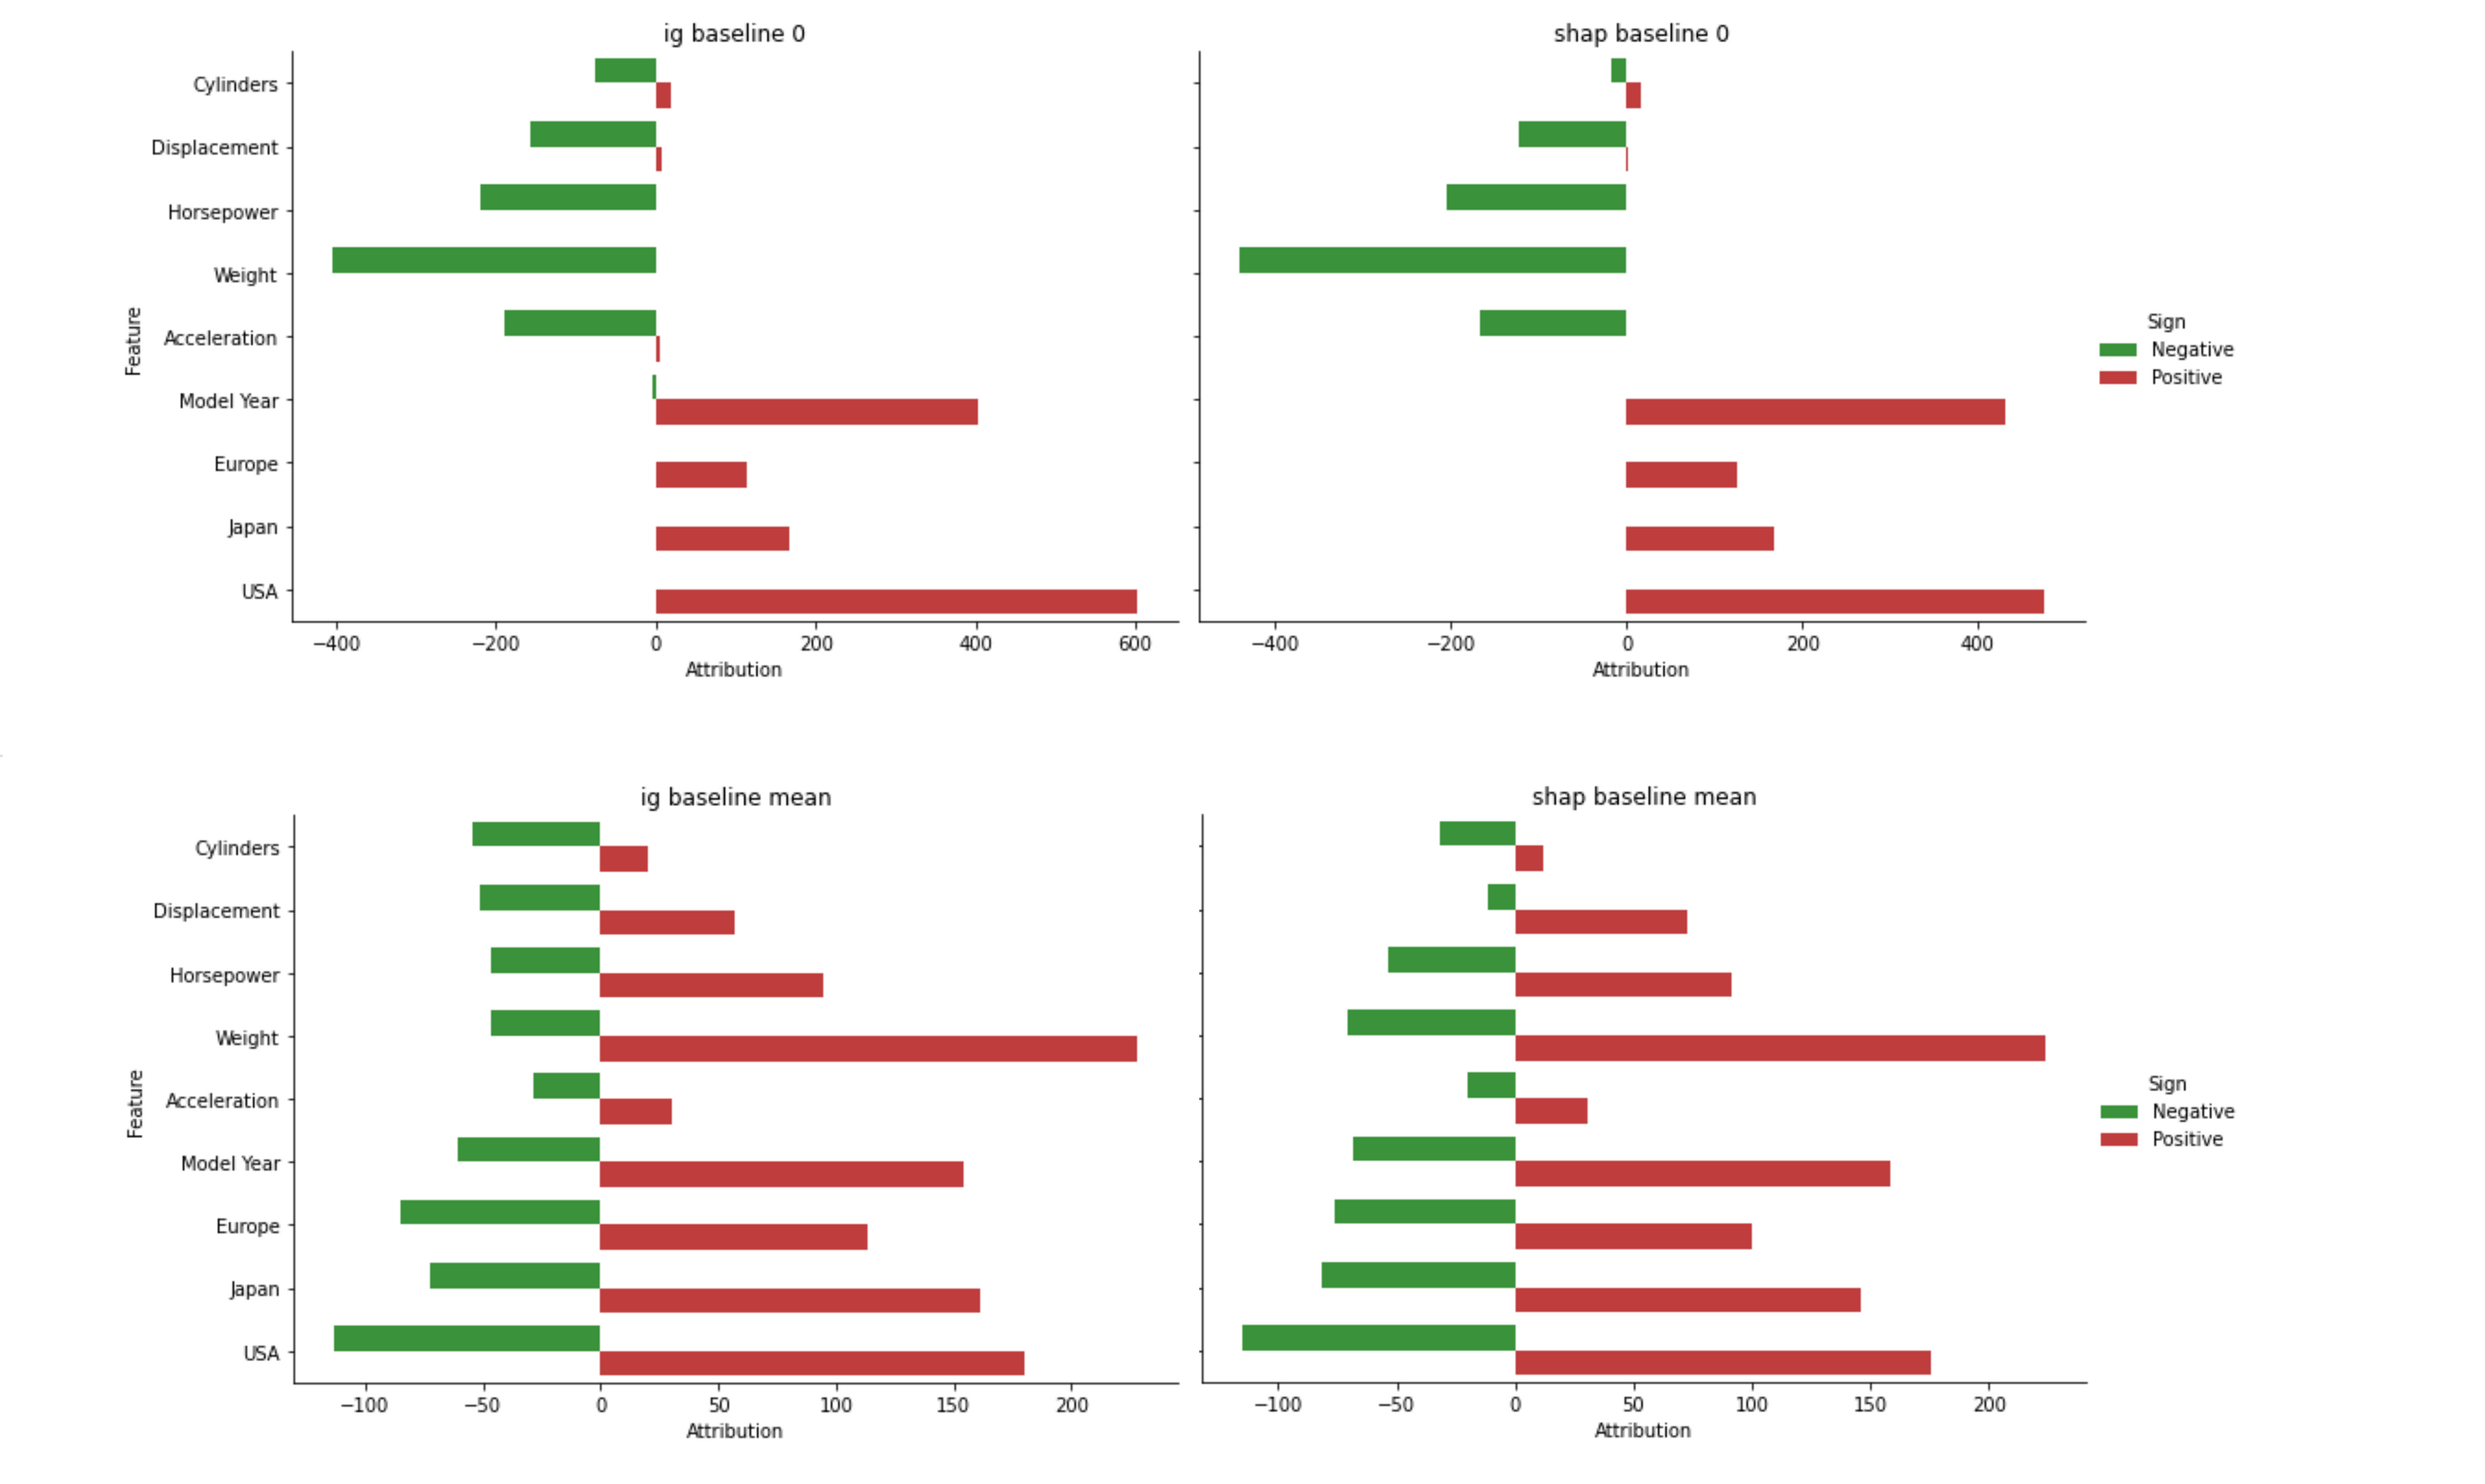 ig baseline 0
shap baseline 0
Cylinders
Displacement
Horsepower
Weight
Acceleration
Model Year
Europe
Japan
USA
Feature
−400 −200 0 200 400 600
Attribution
−400 −200 0 200 400
Attribution
Sign
Negative
Positive
ig baseline mean
shap baseline mean
Cylinders
Displacement
Horsepower
Weight
Acceleration
Model Year
Europe
Japan
USA
Feature
−100 −50 0 50 100 150 200
Attribution
−100 −50 0 50 100 150 200
Attribution
Sign
Negative
Positive